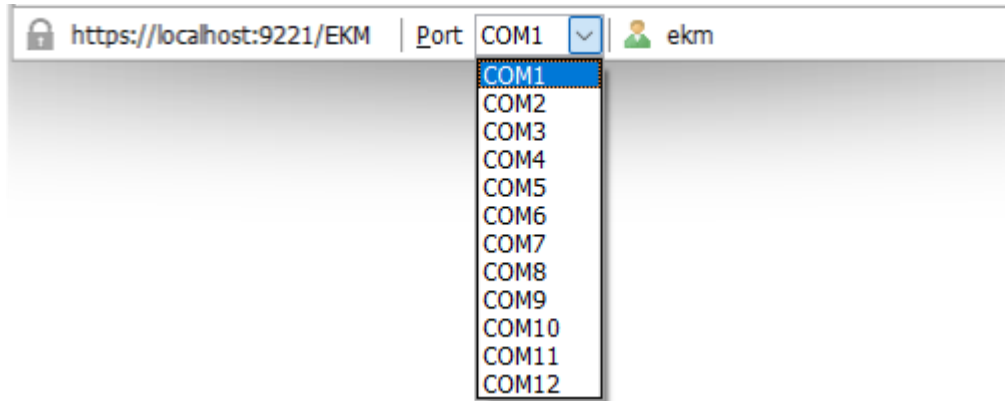 https://localhost:9221/EKM Port COM1 ekm
COM1
COM2
COM3
COM4
COM5
COM6
COM7
COM8
COM9
COM10
COM11
COM12